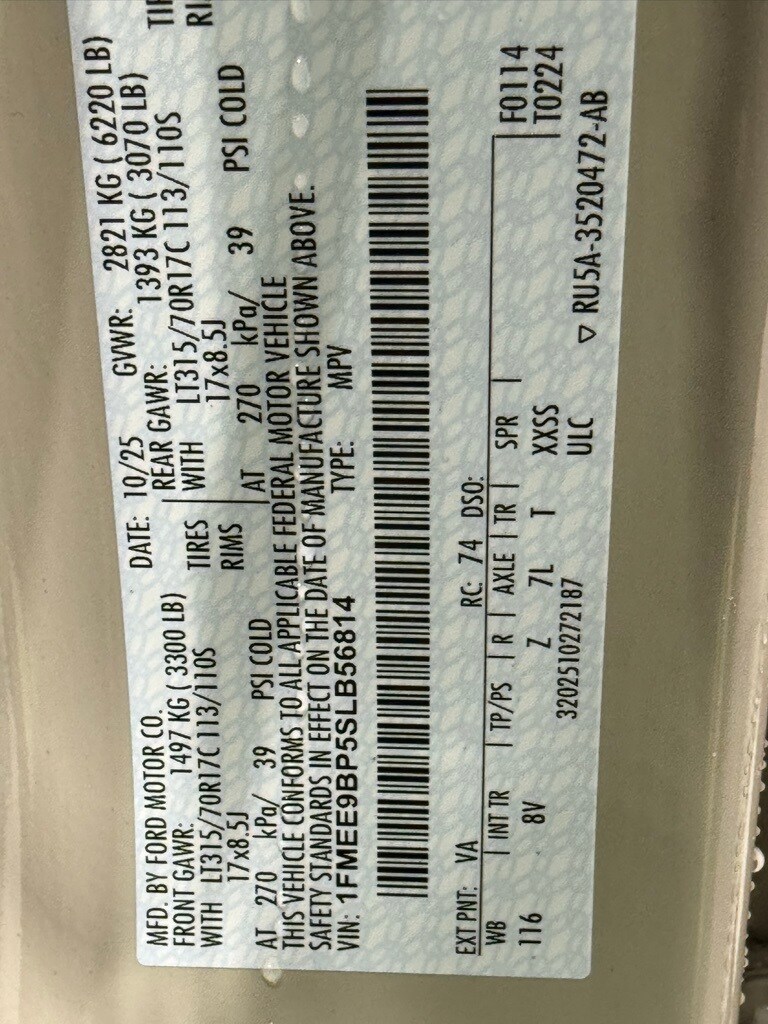 MFD. BY FORD MOTOR CO. DATE: 10/25 GVWR: 2821 KG ( 6220 LB)
FRONT GAWR: 1497 KG ( 3300 LB) REAR GAWR: 1393 KG ( 3070 LB)
WITH LT315/70R17C 113/110S TIRES WITH LT315/70R17C 113/110S TI
17x8.5J RIMS 17x8.5J RI
AT 270 kPa/ 39 PSI COLD AT 270 kPa/ 39 PSI COLD
THIS VEHICLE CONFORMS TO ALL APPLICABLE FEDERAL MOTOR VEHICLE
SAFETY STANDARDS IN EFFECT ON THE DATE OF MANUFACTURE SHOWN ABOVE.
VIN: 1FMEE9BP5SLB56814 TYPE: MPV
EXT PNT: VA RC: 74 DSO:
WB | INT TR | TP/PS | R | AXLE | TR | SPR | F0114
116 8V Z 7L T XXSS T0224
3202510272187 ULC ▽ RU5A-3520472-AB